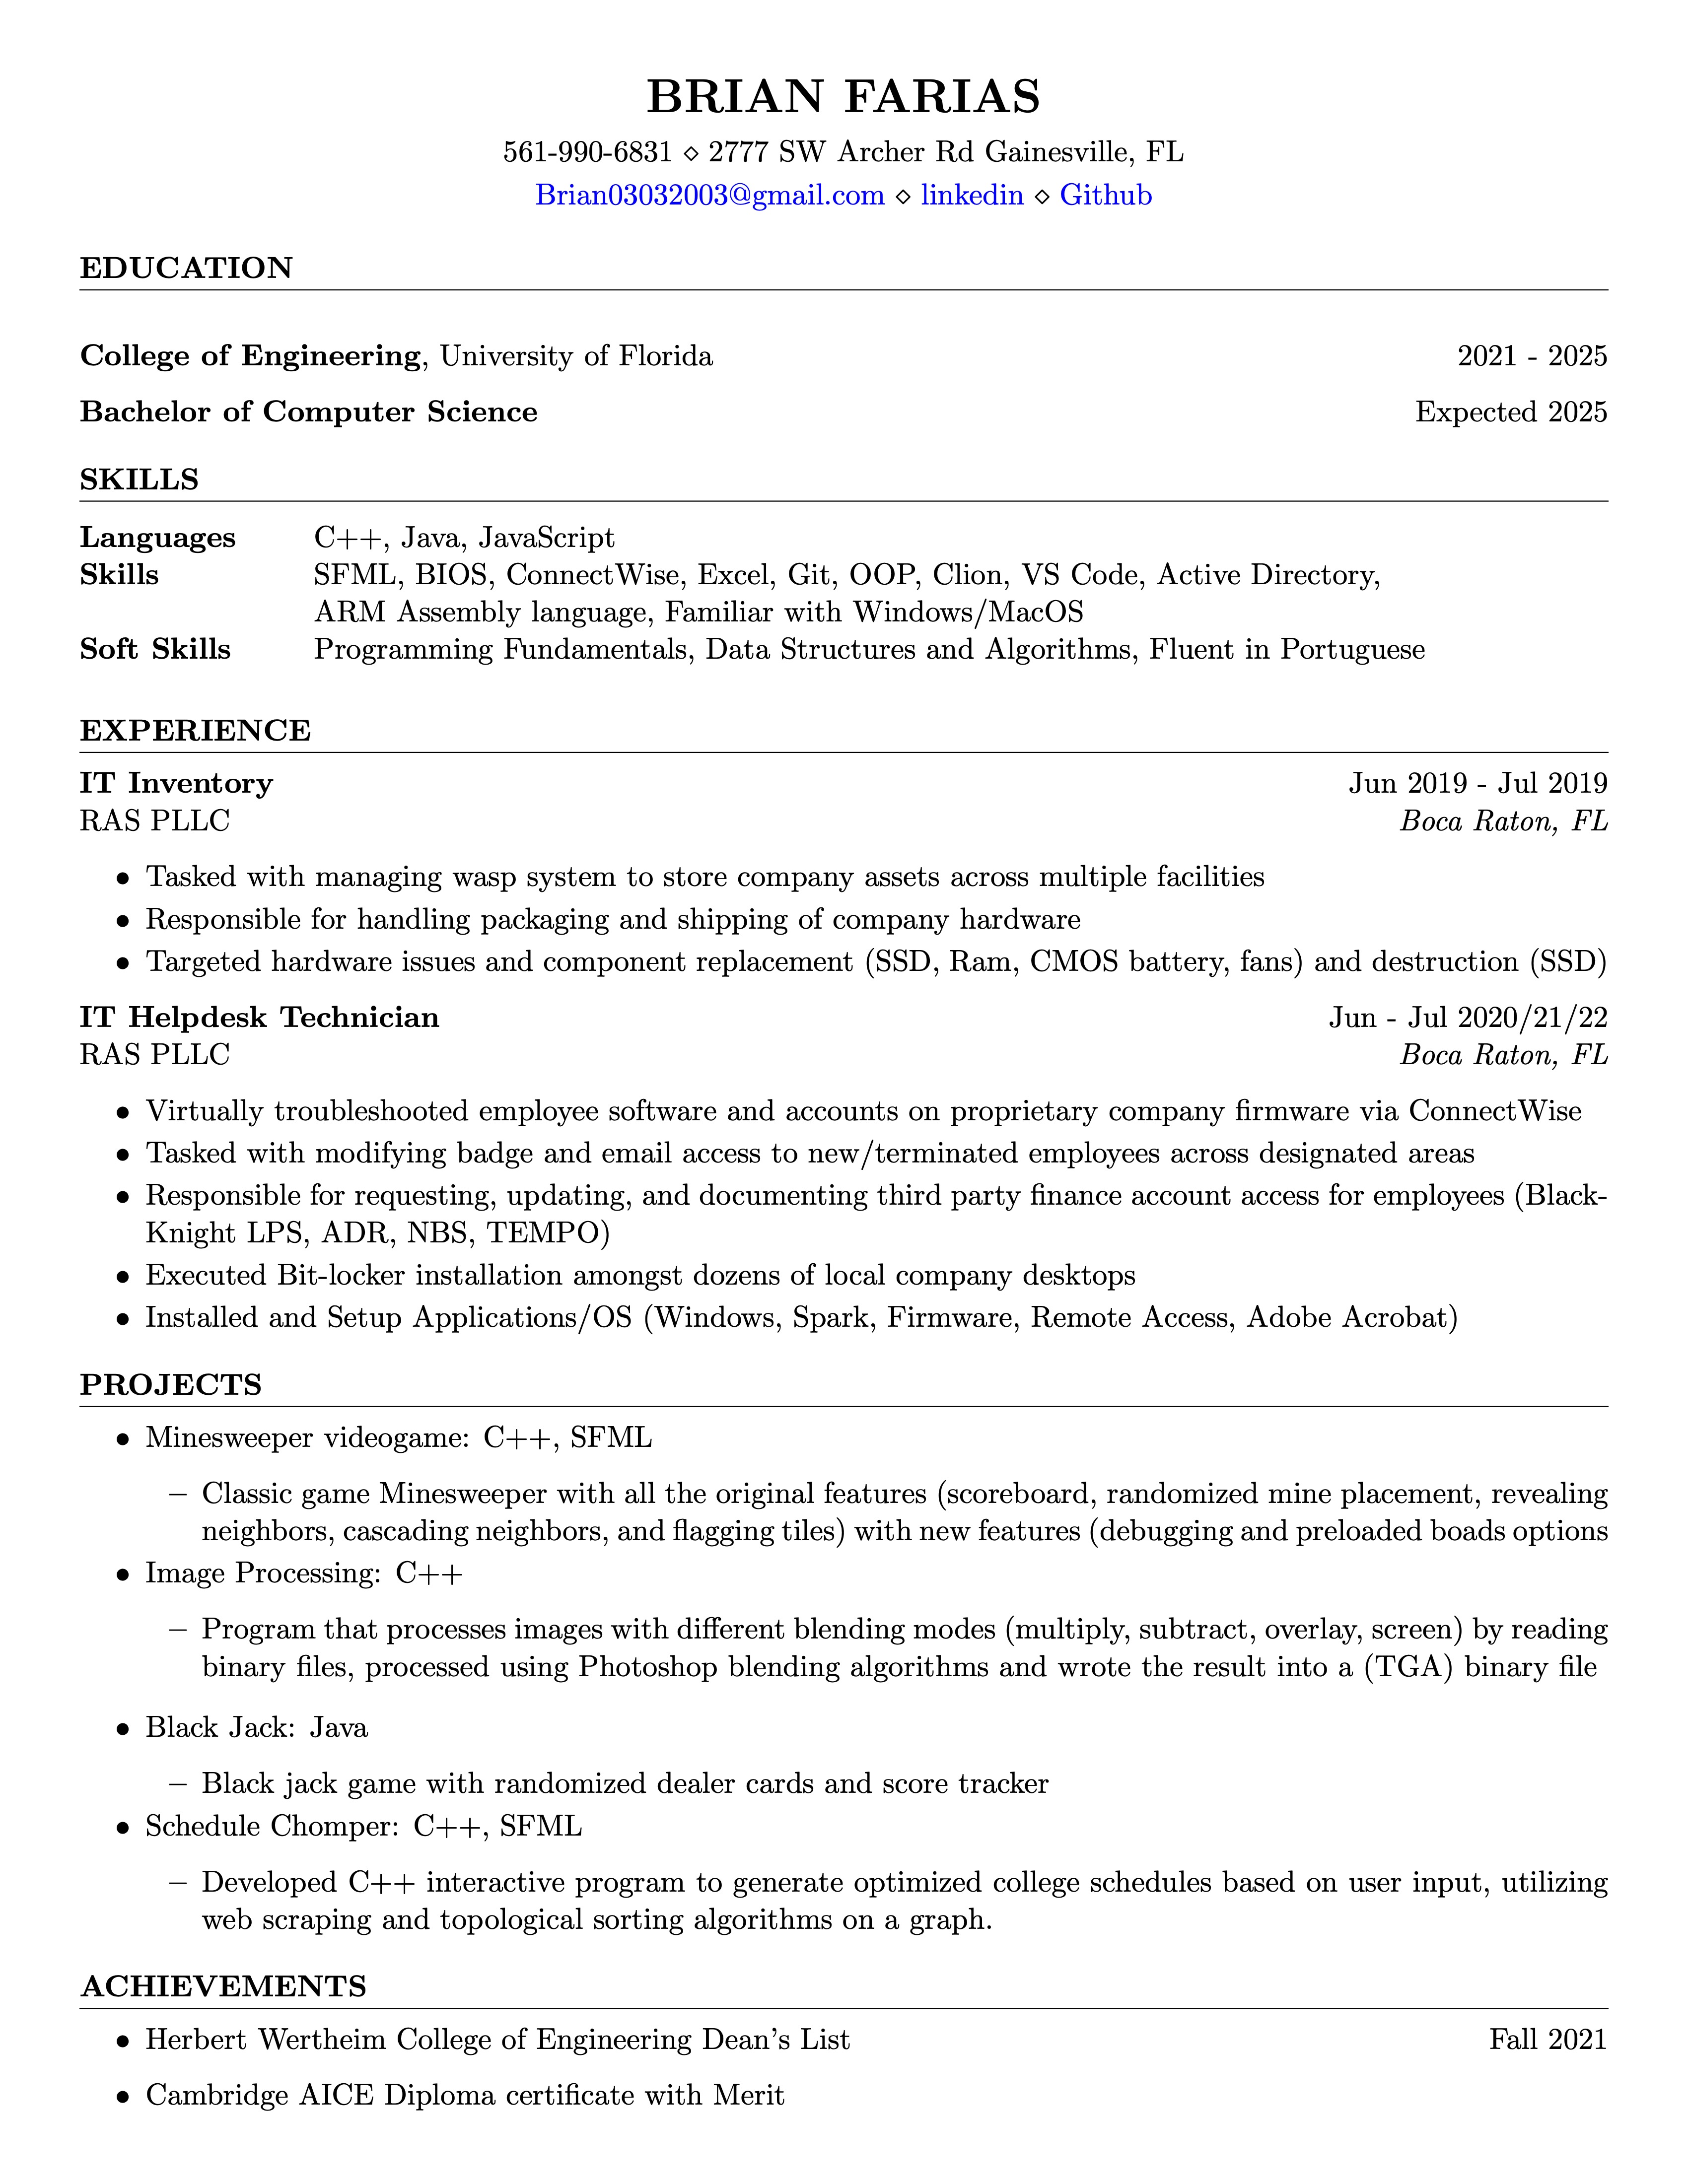 BRIAN FARIAS
561-990-6831 ⋄ 2777 SW Archer Rd Gainesville, FL
Brian03032003@gmail.com ⋄ linkedin ⋄ Github
EDUCATION
College of Engineering, University of Florida 2021 - 2025
Bachelor of Computer Science Expected 2025
SKILLS
Languages C++, Java, JavaScript
Skills SFML, BIOS, ConnectWise, Excel, Git, OOP, Clion, VS Code, Active Directory,
ARM Assembly language, Familiar with Windows/MacOS
Soft Skills Programming Fundamentals, Data Structures and Algorithms, Fluent in Portuguese
EXPERIENCE
IT Inventory Jun 2019 - Jul 2019
RAS PLLC Boca Raton, FL
• Tasked with managing wasp system to store company assets across multiple facilities
• Responsible for handling packaging and shipping of company hardware
• Targeted hardware issues and component replacement (SSD, Ram, CMOS battery, fans) and destruction (SSD)
IT Helpdesk Technician Jun - Jul 2020/21/22
RAS PLLC Boca Raton, FL
• Virtually troubleshooted employee software and accounts on proprietary company firmware via ConnectWise
• Tasked with modifying badge and email access to new/terminated employees across designated areas
• Responsible for requesting, updating, and documenting third party finance account access for employees (Black-
Knight LPS, ADR, NBS, TEMPO)
• Executed Bit-locker installation amongst dozens of local company desktops
• Installed and Setup Applications/OS (Windows, Spark, Firmware, Remote Access, Adobe Acrobat)
PROJECTS
• Minesweeper videogame: C++, SFML
– Classic game Minesweeper with all the original features (scoreboard, randomized mine placement, revealing
neighbors, cascading neighbors, and flagging tiles) with new features (debugging and preloaded boads options
• Image Processing: C++
– Program that processes images with different blending modes (multiply, subtract, overlay, screen) by reading
binary files, processed using Photoshop blending algorithms and wrote the result into a (TGA) binary file
• Black Jack: Java
– Black jack game with randomized dealer cards and score tracker
• Schedule Chomper: C++, SFML
– Developed C++ interactive program to generate optimized college schedules based on user input, utilizing
web scraping and topological sorting algorithms on a graph.
ACHIEVEMENTS
• Herbert Wertheim College of Engineering Dean's List Fall 2021
• Cambridge AICE Diploma certificate with Merit